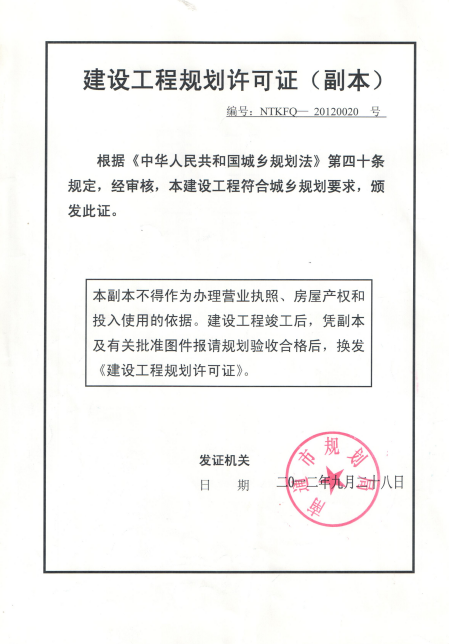 建设工程规划许可证（副本）
编号：NTKFQ— 20120020 号
根据《中华人民共和国城乡规划法》第四十条
规定，经审核，本建设工程符合城乡规划要求，颁
发此证。
本副本不得作为办理营业执照、房屋产权和
投入使用的依据。建设工程竣工后，凭副本
及有关批准图件报请规划验收合格后，换发
《建设工程规划许可证》。
发证机关
南通市规划局
日 期
二〇一二年九月二十八日